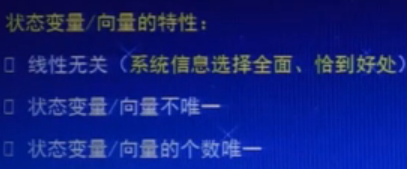 状态变量/向量的特性：
线性无关（系统信息选择全面、恰到好处）
状态变量/向量不唯一
状态变量/向量的个数唯一